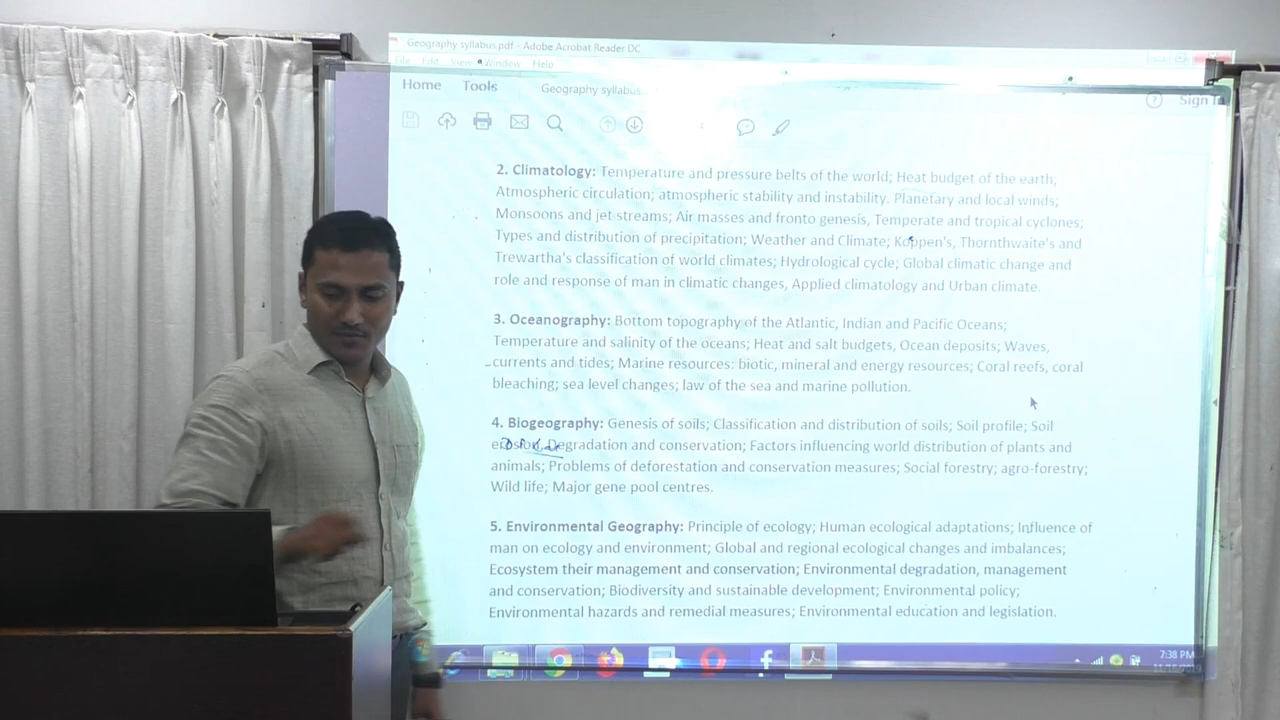 Geography syllabus.pdf - Adobe Acrobat Reader DC
File Edit View Window Help
Home Tools Geography syllabus... Sign In
2. Climatology: Temperature and pressure belts of the world; Heat budget of the earth;
Atmospheric circulation; atmospheric stability and instability. Planetary and local winds;
Monsoons and jet streams; Air masses and fronto genesis, Temperate and tropical cyclones;
Types and distribution of precipitation; Weather and Climate; Koppen's, Thornthwaite's and
Trewartha's classification of world climates; Hydrological cycle; Global climatic change and
role and response of man in climatic changes, Applied climatology and Urban climate.
3. Oceanography: Bottom topography of the Atlantic, Indian and Pacific Oceans;
Temperature and salinity of the oceans; Heat and salt budgets, Ocean deposits; Waves,
currents and tides; Marine resources: biotic, mineral and energy resources; Coral reefs, coral
bleaching; sea level changes; law of the sea and marine pollution.
4. Biogeography: Genesis of soils; Classification and distribution of soils; Soil profile; Soil
erosion, Degradation and conservation; Factors influencing world distribution of plants and
animals; Problems of deforestation and conservation measures; Social forestry; agro-forestry;
Wild life; Major gene pool centres.
5. Environmental Geography: Principle of ecology; Human ecological adaptations; Influence of
man on ecology and environment; Global and regional ecological changes and imbalances;
Ecosystem their management and conservation; Environmental degradation, management
and conservation; Biodiversity and sustainable development; Environmental policy;
Environmental hazards and remedial measures; Environmental education and legislation.
7:38 PM